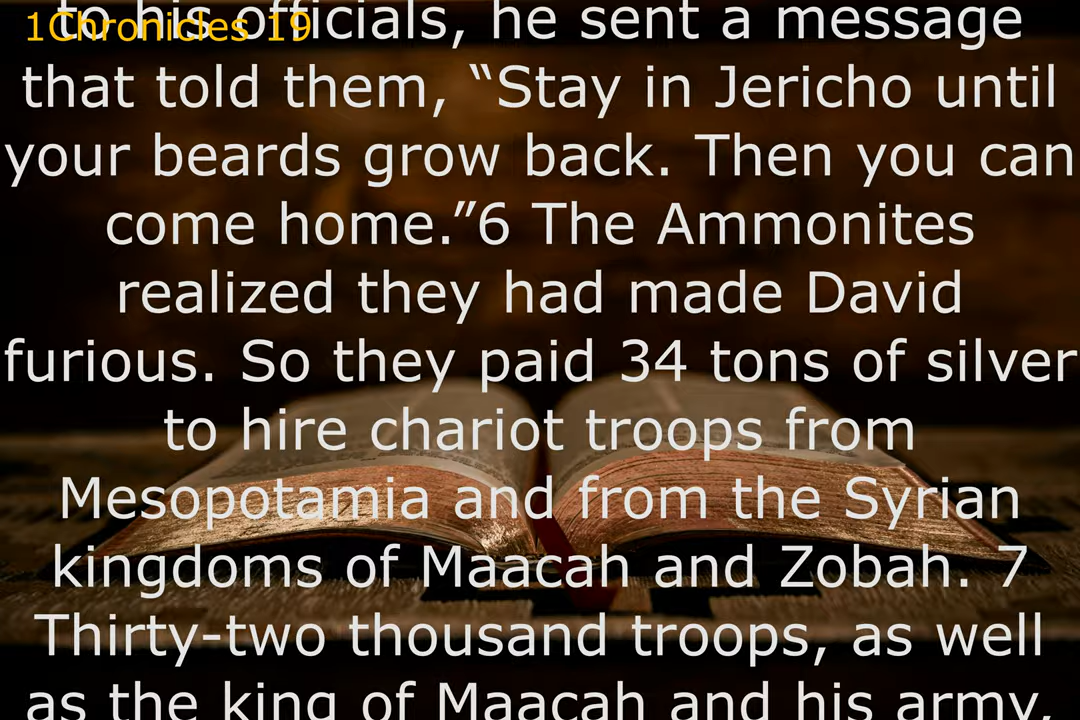 1Chronicles 19
to his officials, he sent a message
that told them, “Stay in Jericho until
your beards grow back. Then you can
come home.”6 The Ammonites
realized they had made David
furious. So they paid 34 tons of silver
to hire chariot troops from
Mesopotamia and from the Syrian
kingdoms of Maacah and Zobah. 7
Thirty-two thousand troops, as well
as the king of Maacah and his army,